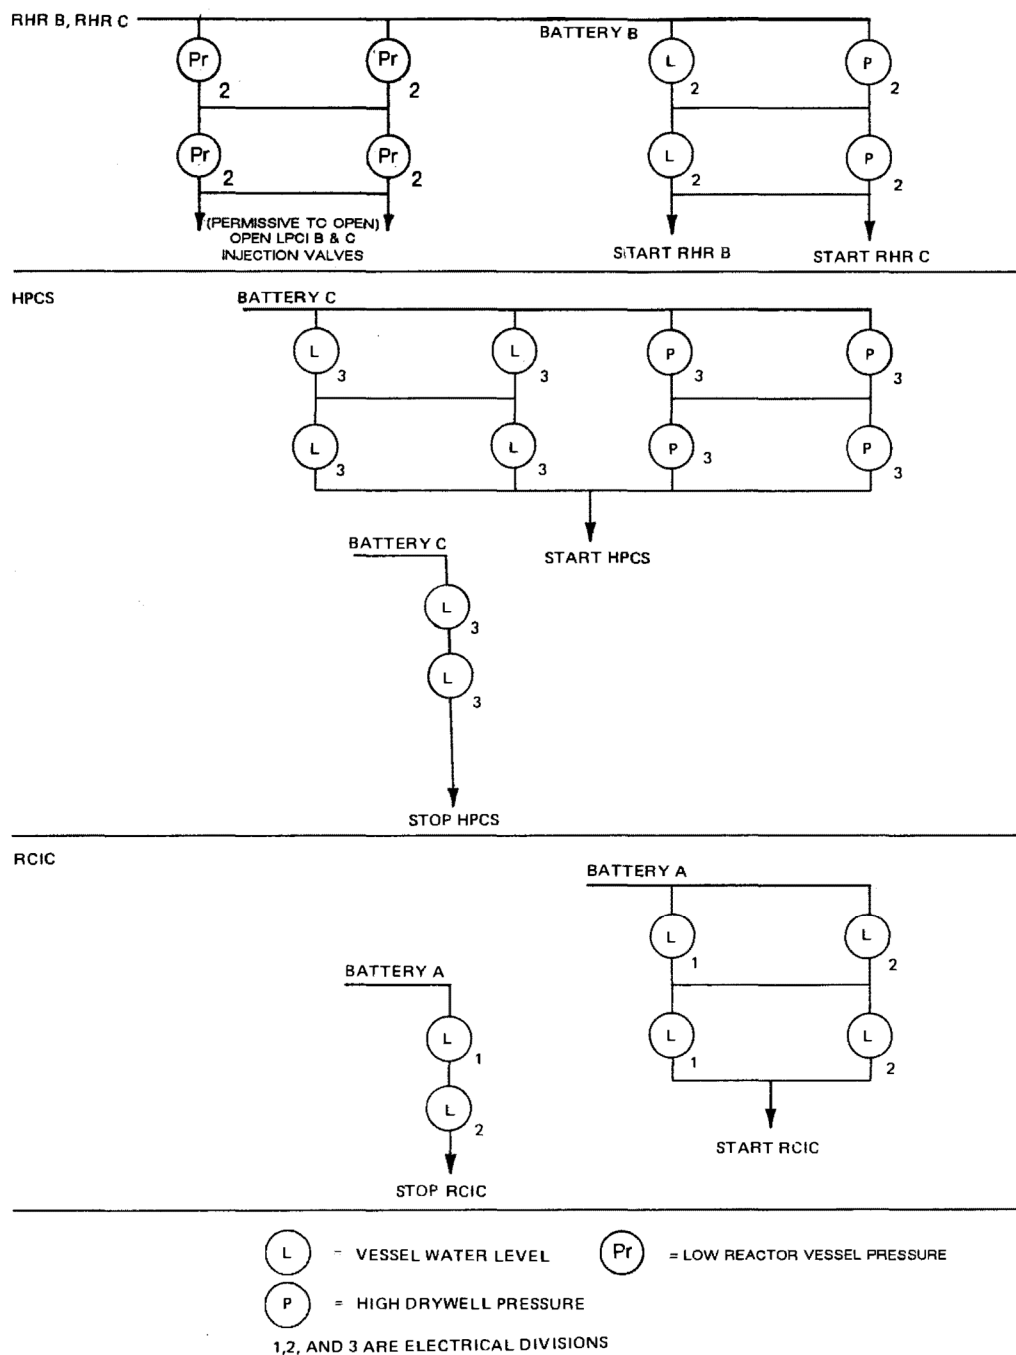 RHR B, RHR C
BATTERY B
Pr
2
Pr
2
L
2
P
2
Pr
2
Pr
2
L
2
P
2
(PERMISSIVE TO OPEN)
OPEN LPCI B & C
INJECTION VALVES
START RHR B
START RHR C
HPCS
BATTERY C
L
3
L
3
P
3
P
3
L
3
L
3
P
3
P
3
START HPCS
BATTERY C
L
3
L
3
STOP HPCS
RCIC
BATTERY A
L
1
L
2
L
1
L
2
START RCIC
BATTERY A
L
1
L
2
STOP RCIC
L = VESSEL WATER LEVEL
Pr = LOW REACTOR VESSEL PRESSURE
P = HIGH DRYWELL PRESSURE
1,2, AND 3 ARE ELECTRICAL DIVISIONS